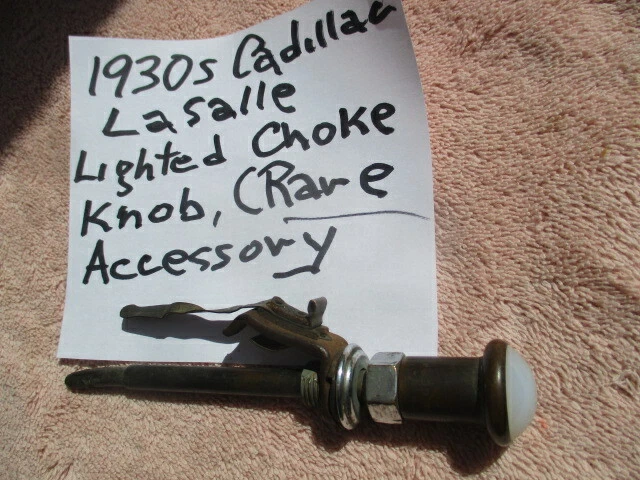 1930s Cadillac
LaSalle
Lighted Choke
Knob, (Rare
Accessory